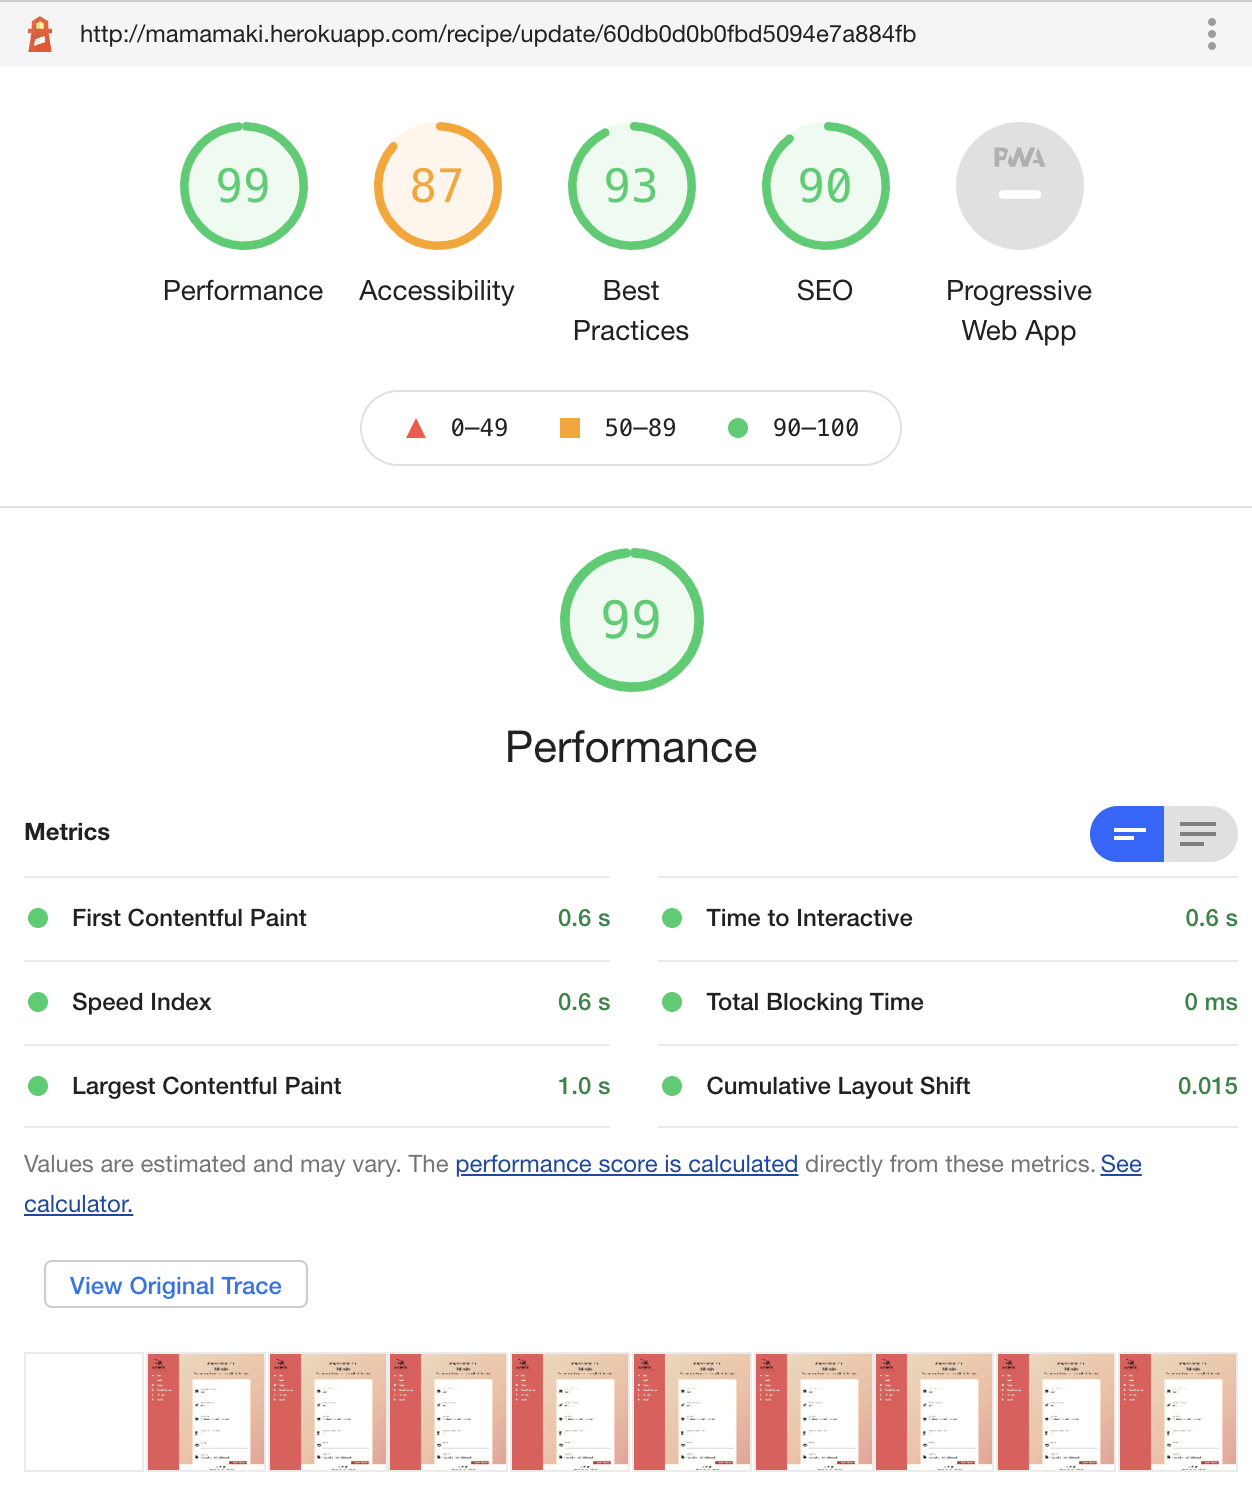 http://mamamaki.herokuapp.com/recipe/update/60db0d0b0fbd5094e7a884fb
99
87
93
90
PWA
Performance
Accessibility
Best
Practices
SEO
Progressive
Web App
0–49
50–89
90–100
99
Performance
Metrics
First Contentful Paint 0.6 s
Time to Interactive 0.6 s
Speed Index 0.6 s
Total Blocking Time 0 ms
Largest Contentful Paint 1.0 s
Cumulative Layout Shift 0.015
Values are estimated and may vary. The performance score is calculated directly from these metrics. See
calculator.
View Original Trace